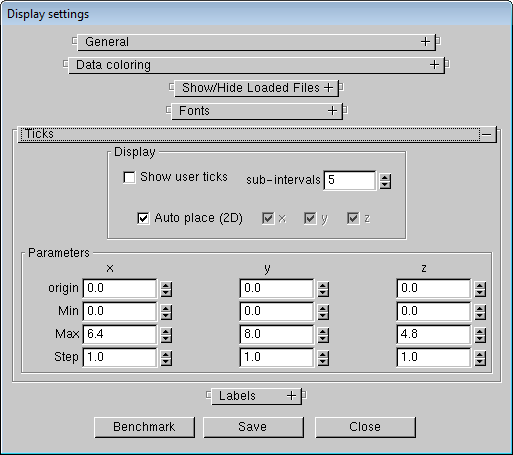 Display settings
General +
Data coloring +
Show/Hide Loaded Files +
Fonts +
Ticks −
Display
Show user ticks sub-intervals 5
Auto place (2D) x y z
Parameters
x y z
origin 0.0 0.0 0.0
Min 0.0 0.0 0.0
Max 6.4 8.0 4.8
Step 1.0 1.0 1.0
Labels +
Benchmark Save Close